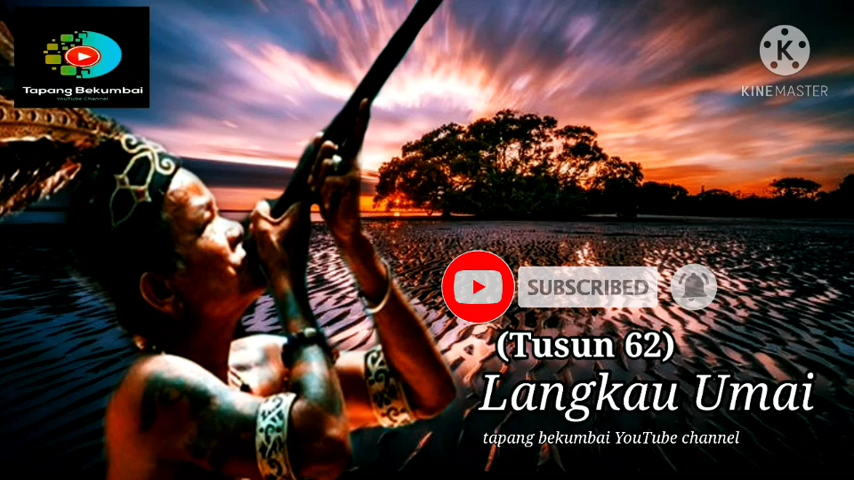 Tapang Bekumbai
YouTube Channel
KINEMASTER
SUBSCRIBED
(Tusun 62)
Langkau Umai
tapang bekumbai YouTube channel